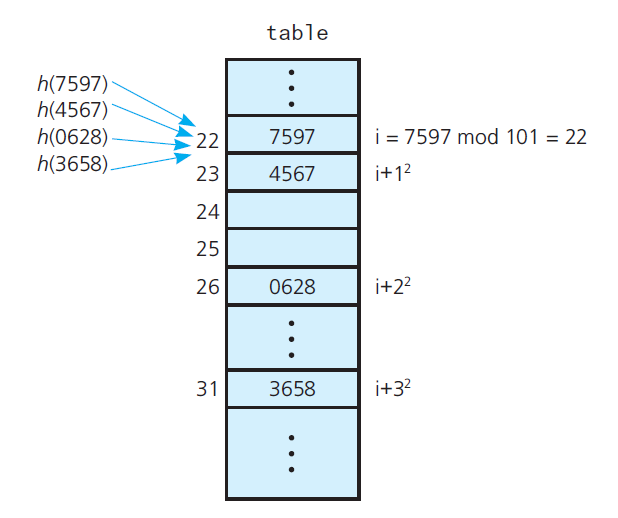 table
h(7597)
h(4567)
h(0628)
h(3658)
22 7597 i = 7597 mod 101 = 22
23 4567 i+1²
24
25
26 0628 i+2²
31 3658 i+3²